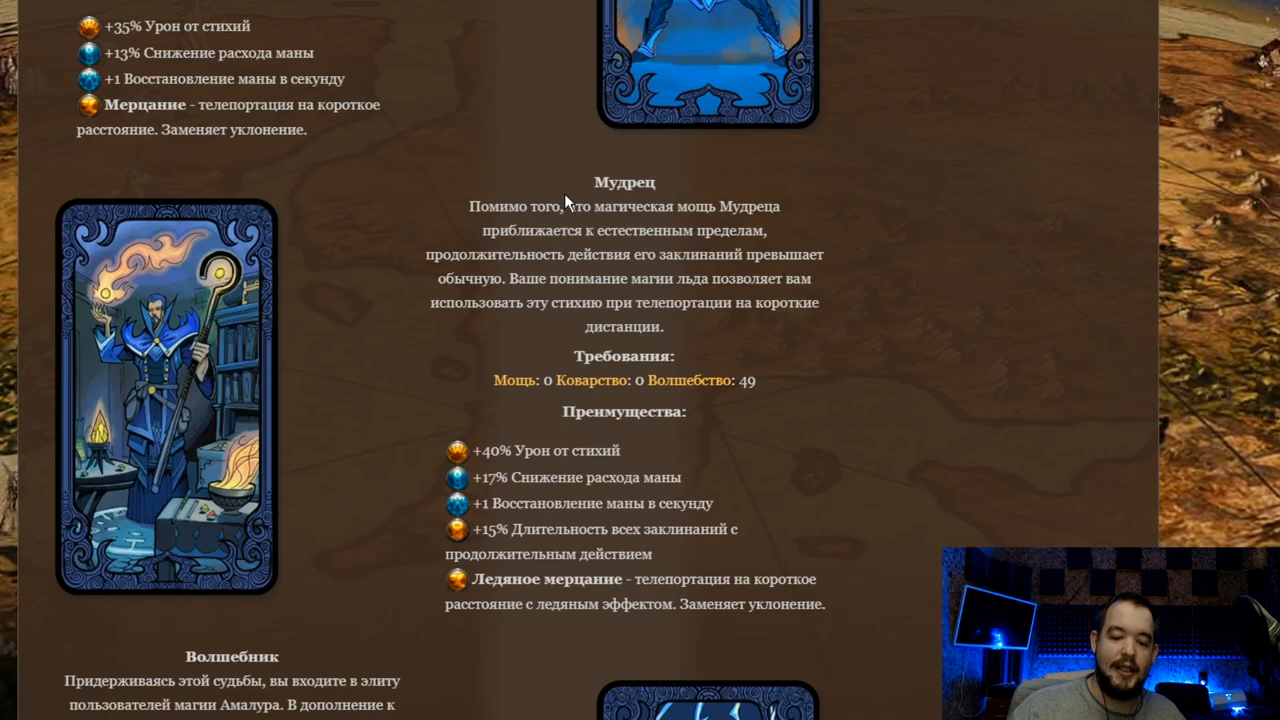 +35% Урон от стихий
+13% Снижение расхода маны
+1 Восстановление маны в секунду
Мерцание - телепортация на короткое
расстояние. Заменяет уклонение.
Мудрец
Помимо того, что магическая мощь Мудреца
приближается к естественным пределам,
продолжительность действия его заклинаний превышает
обычную. Ваше понимание магии льда позволяет вам
использовать эту стихию при телепортации на короткие
дистанции.
Требования:
Мощь: 0 Коварство: 0 Волшебство: 49
Преимущества:
+40% Урон от стихий
+17% Снижение расхода маны
+1 Восстановление маны в секунду
+15% Длительность всех заклинаний с
продолжительным действием
Ледяное мерцание - телепортация на короткое
расстояние с ледяным эффектом. Заменяет уклонение.
Волшебник
Придерживаясь этой судьбы, вы входите в элиту
пользователей магии Амалура. В дополнение к